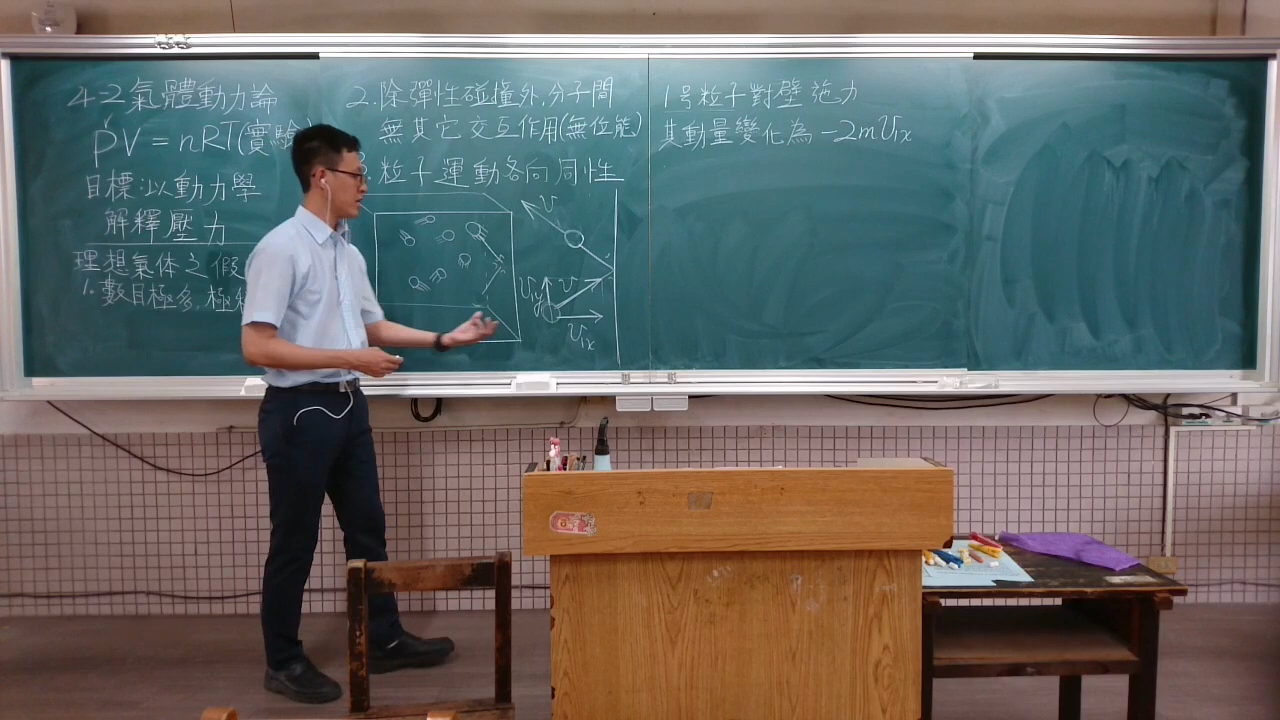 4-2 氣體動力論
PV = nRT (實驗)
目標:以動力學
解釋壓力
理想氣体之假
1. 數目極多, 極
2. 除彈性碰撞外, 分子間
無其它交互作用(無位能)
3. 粒子運動各向同性
v
v
v1y
v1x
1号粒子對壁施力
其動量變化為 -2mv1x